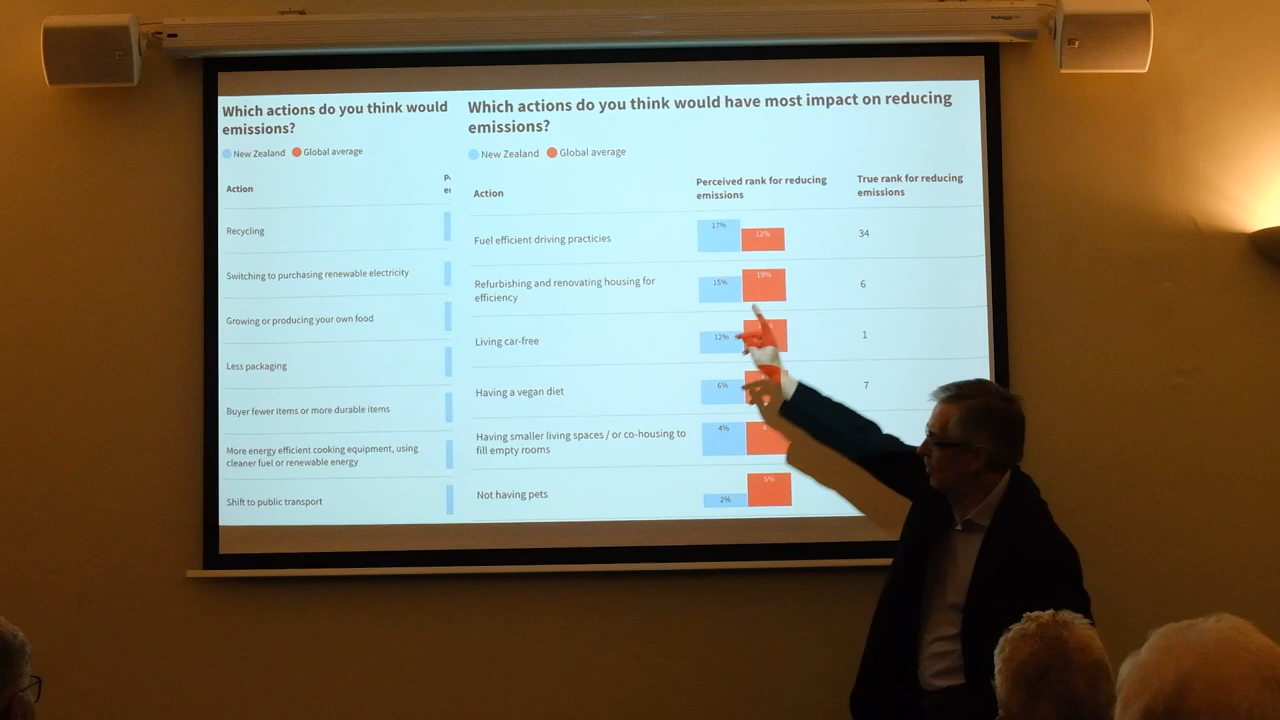 Which actions do you think would
emissions?
New Zealand Global average
Action
Recycling
Switching to purchasing renewable electricity
Growing or producing your own food
Less packaging
Buyer fewer items or more durable items
More energy efficient cooking equipment, using
cleaner fuel or renewable energy
Shift to public transport
Which actions do you think would have most impact on reducing
emissions?
New Zealand Global average
Action
Perceived rank for reducing
emissions
True rank for reducing
emissions
Fuel efficient driving practicies
17% 12% 34
Refurbishing and renovating housing for
efficiency
15% 19% 6
Living car-free
12% 1
Having a vegan diet
6% 7
Having smaller living spaces / or co-housing to
fill empty rooms
4%
Not having pets
2% 5%